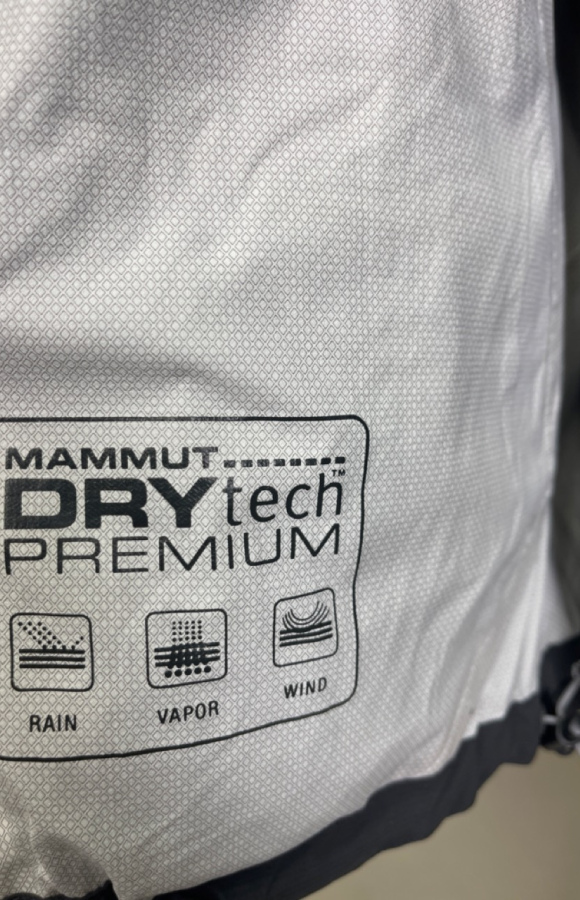 MAMMUT
DRYtech™
PREMIUM
RAIN VAPOR WIND